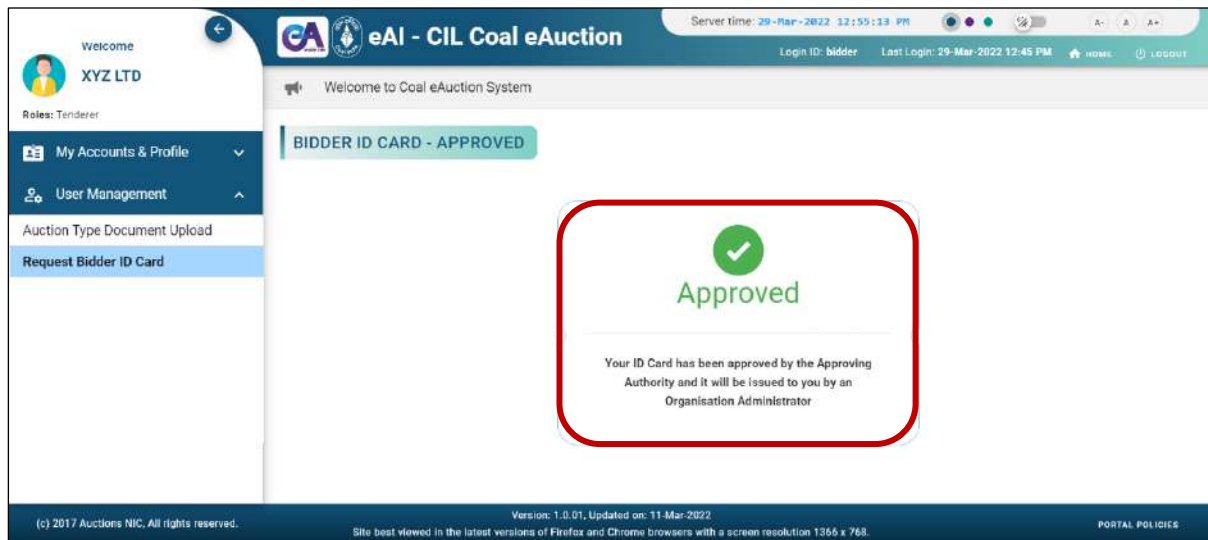 Welcome
XYZ LTD
Roles: Tenderer
My Accounts & Profile
User Management
Auction Type Document Upload
Request Bidder ID Card
eAI - CIL Coal eAuction
Server time: 29-Mar-2022 12:55:13 PM
A- A A+
Login ID: bidder Last Login: 29-Mar-2022 12:45 PM HOME LOGOUT
Welcome to Coal eAuction System
BIDDER ID CARD - APPROVED
Approved
Your ID Card has been approved by the Approving
Authority and it will be issued to you by an
Organisation Administrator
(c) 2017 Auctions NIC, All rights reserved.
Version: 1.0.01, Updated on: 11-Mar-2022
Site best viewed in the latest versions of Firefox and Chrome browsers with a screen resolution 1366 x 768.
PORTAL POLICIES